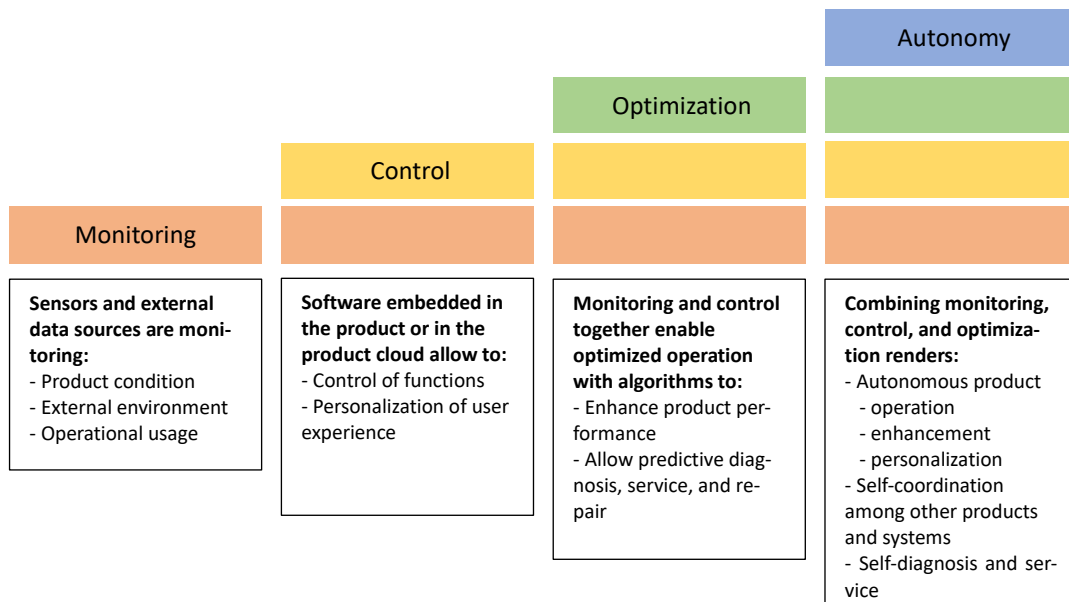 Autonomy
Optimization
Control
Monitoring
Sensors and external
data sources are moni-
toring:
- Product condition
- External environment
- Operational usage
Software embedded in
the product or in the
product cloud allow to:
- Control of functions
- Personalization of user
experience
Monitoring and control
together enable
optimized operation
with algorithms to:
- Enhance product per-
formance
- Allow predictive diag-
nosis, service, and re-
pair
Combining monitoring,
control, and optimiza-
tion renders:
- Autonomous product
- operation
- enhancement
- personalization
- Self-coordination
among other products
and systems
- Self-diagnosis and ser-
vice